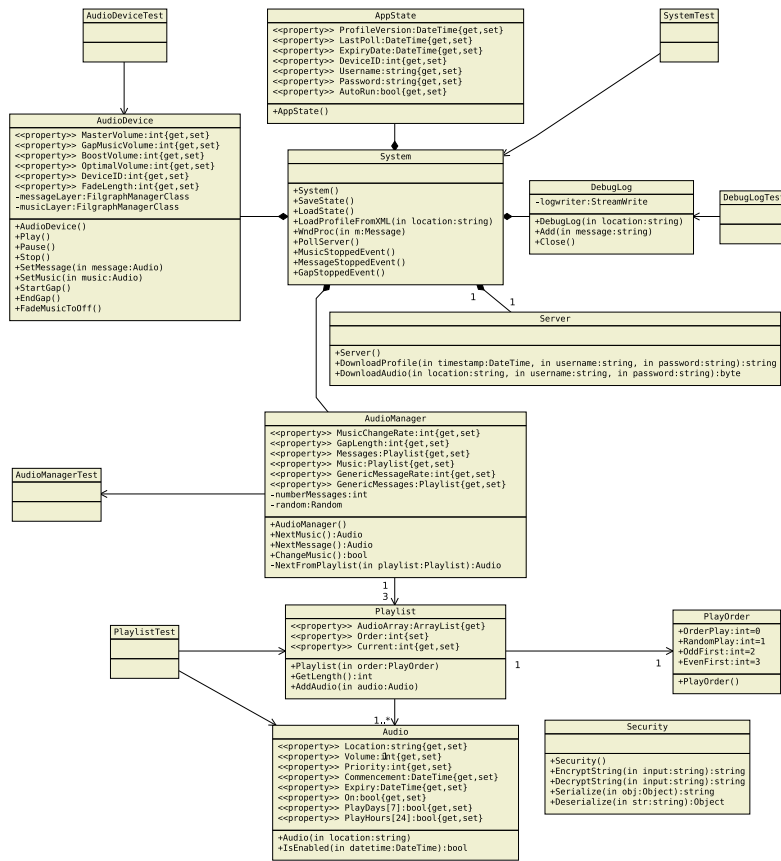 AudioDeviceTest
AppState
<<property>> ProfileVersion:DateTime{get,set}
<<property>> LastPoll:DateTime{get,set}
<<property>> ExpiryDate:DateTime{get,set}
<<property>> DeviceID:int{get,set}
<<property>> Username:string{get,set}
<<property>> Password:string{get,set}
<<property>> AutoRun:bool{get,set}
+AppState()
SystemTest
AudioDevice
<<property>> MasterVolume:int{get,set}
<<property>> GapMusicVolume:int{get,set}
<<property>> BoostVolume:int{get,set}
<<property>> OptimalVolume:int{get,set}
<<property>> DeviceID:int{get,set}
<<property>> FadeLength:int{get,set}
-messageLayer:FilgraphManagerClass
-musicLayer:FilgraphManagerClass
+AudioDevice()
+Play()
+Pause()
+Stop()
+SetMessage(in message:Audio)
+SetMusic(in music:Audio)
+StartGap()
+EndGap()
+FadeMusicToOff()
System
+System()
+SaveState()
+LoadState()
+LoadProfileFromXML(in location:string)
+WndProc(in m:Message)
+PollServer()
+MusicStoppedEvent()
+MessageStoppedEvent()
+GapStoppedEvent()
DebugLog
-logwriter:StreamWrite
+DebugLog(in location:string)
+Add(in message:string)
+Close()
DebugLogTest
1
1
Server
+Server()
+DownloadProfile(in timestamp:DateTime, in username:string, in password:string):string
+DownloadAudio(in location:string, in username:string, in password:string):byte
AudioManager
<<property>> MusicChangeRate:int{get,set}
<<property>> GapLength:int{get,set}
<<property>> Messages:Playlist{get,set}
<<property>> Music:Playlist{get,set}
<<property>> GenericMessageRate:int{get,set}
<<property>> GenericMessages:Playlist{get,set}
-numberMessages:int
-random:Random
+AudioManager()
+NextMusic():Audio
+NextMessage():Audio
+ChangeMusic():bool
-NextFromPlaylist(in playlist:Playlist):Audio
AudioManagerTest
1
3
Playlist
<<property>> AudioArray:ArrayList{get}
<<property>> Order:int{set}
<<property>> Current:int{get,set}
+Playlist(in order:PlayOrder)
+GetLength():int
+AddAudio(in audio:Audio)
PlaylistTest
1
1
PlayOrder
+OrderPlay:int=0
+RandomPlay:int=1
+OddFirst:int=2
+EvenFirst:int=3
+PlayOrder()
1..*
Audio
<<property>> Location:string{get,set}
<<property>> Volume:int{get,set}
1
<<property>> Priority:int{get,set}
<<property>> Commencement:DateTime{get,set}
<<property>> Expiry:DateTime{get,set}
<<property>> On:bool{get,set}
<<property>> PlayDays[7]:bool{get,set}
<<property>> PlayHours[24]:bool{get,set}
+Audio(in location:string)
+IsEnabled(in datetime:DateTime):bool
Security
+Security()
+EncryptString(in input:string):string
+DecryptString(in input:string):string
+Serialize(in obj:Object):string
+Deserialize(in str:string):Object